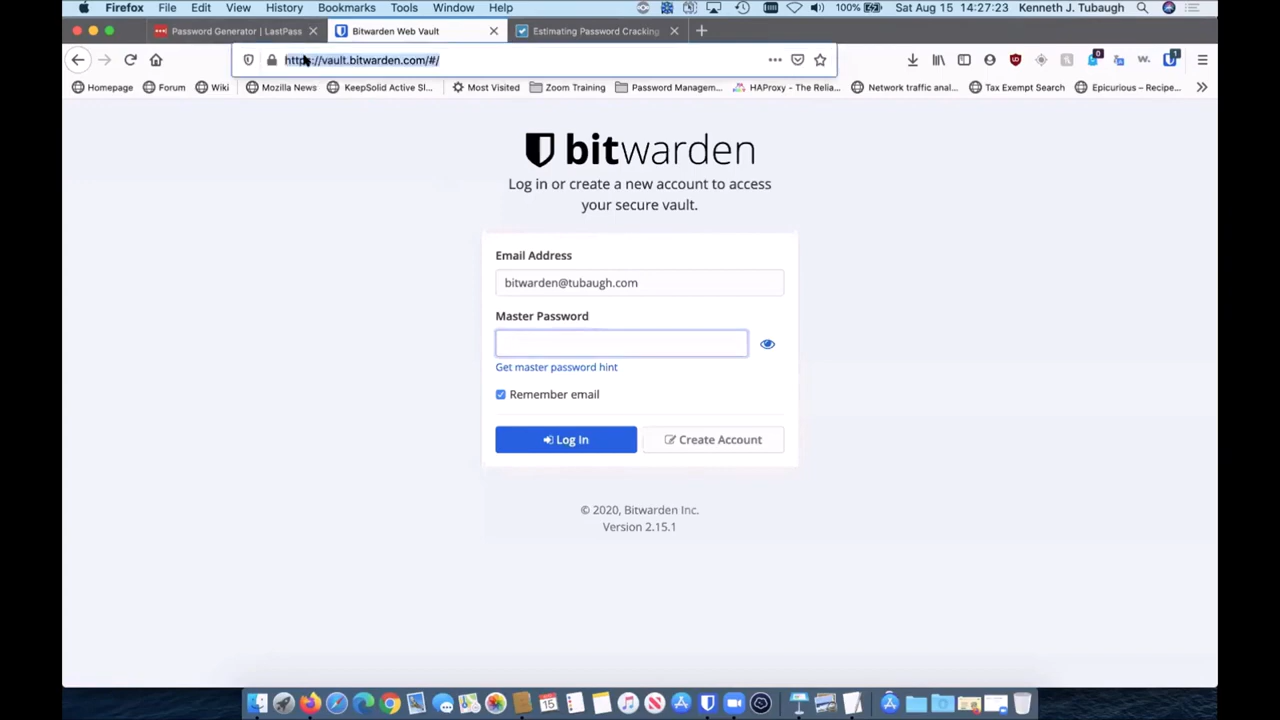 Firefox File Edit View History Bookmarks Tools Window Help 100% Sat Aug 15 14:27:23 Kenneth J. Tubaugh
Password Generator | LastPass Bitwarden Web Vault Estimating Password Cracking
https://vault.bitwarden.com/#/
Homepage Forum Wiki Mozilla News KeepSolid Active Sl... Most Visited Zoom Training Password Managem... HAProxy - The Relia... Network traffic anal... Tax Exempt Search Epicurious – Recipe...
bitwarden
Log in or create a new account to access
your secure vault.
Email Address
bitwarden@tubaugh.com
Master Password
Get master password hint
Remember email
Log In Create Account
© 2020, Bitwarden Inc.
Version 2.15.1